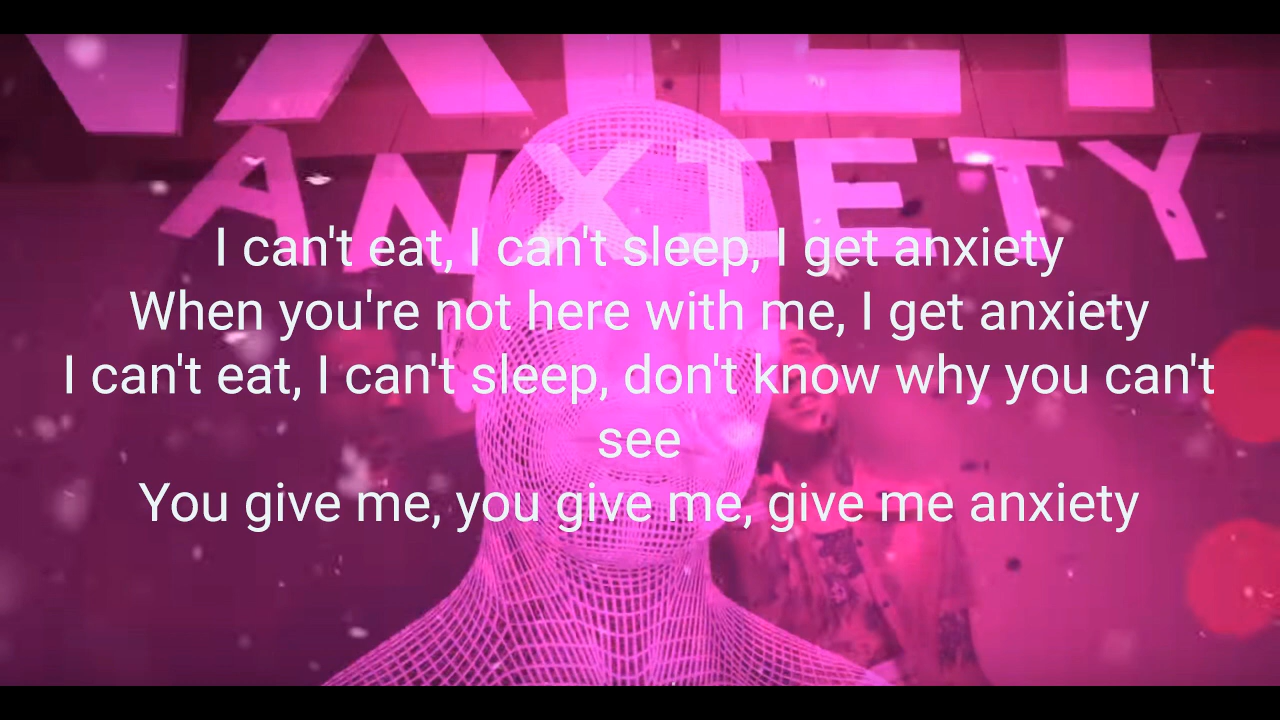 ANXIETY
ANXIETY
I can't eat, I can't sleep, I get anxiety
When you're not here with me, I get anxiety
I can't eat, I can't sleep, don't know why you can't
see
You give me, you give me, give me anxiety